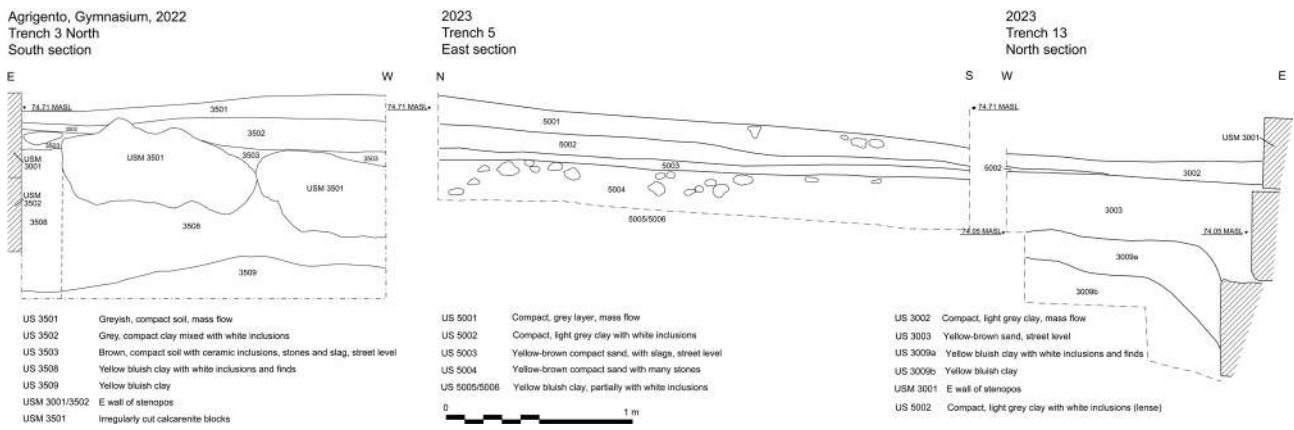 Agrigento, Gymnasium, 2022
Trench 3 North
South section
E
W
74.71 MASL
3501
3502
3502
3503
3503
3503
USM 3001
USM 3502
USM 3501
USM 3501
3508
3508
3509
US 3501 Greyish, compact soil, mass flow
US 3502 Grey, compact clay mixed with white inclusions
US 3503 Brown, compact soil with ceramic inclusions, stones and slag, street level
US 3508 Yellow bluish clay with white inclusions and finds
US 3509 Yellow bluish clay
USM 3001/3502 E wall of stenopos
USM 3501 Irregularly cut calcarenite blocks
2023
Trench 5
East section
N
S
74.71 MASL
5001
5002
5003
5004
5005/5006
74.05 MASL
US 5001 Compact, grey layer, mass flow
US 5002 Compact, light grey clay with white inclusions
US 5003 Yellow-brown compact sand, with slags, street level
US 5004 Yellow-brown compact sand with many stones
US 5005/5006 Yellow bluish clay, partially with white inclusions
0
1 m
2023
Trench 13
North section
W
E
74.71 MASL
USM 3001
5002
3002
3003
74.05 MASL
3009a
3009b
US 3002 Compact, light grey clay, mass flow
US 3003 Yellow-brown sand, street level
US 3009a Yellow bluish clay with white inclusions and finds
US 3009b Yellow bluish clay
USM 3001 E wall of stenopos
US 5002 Compact, light grey clay with white inclusions (lense)